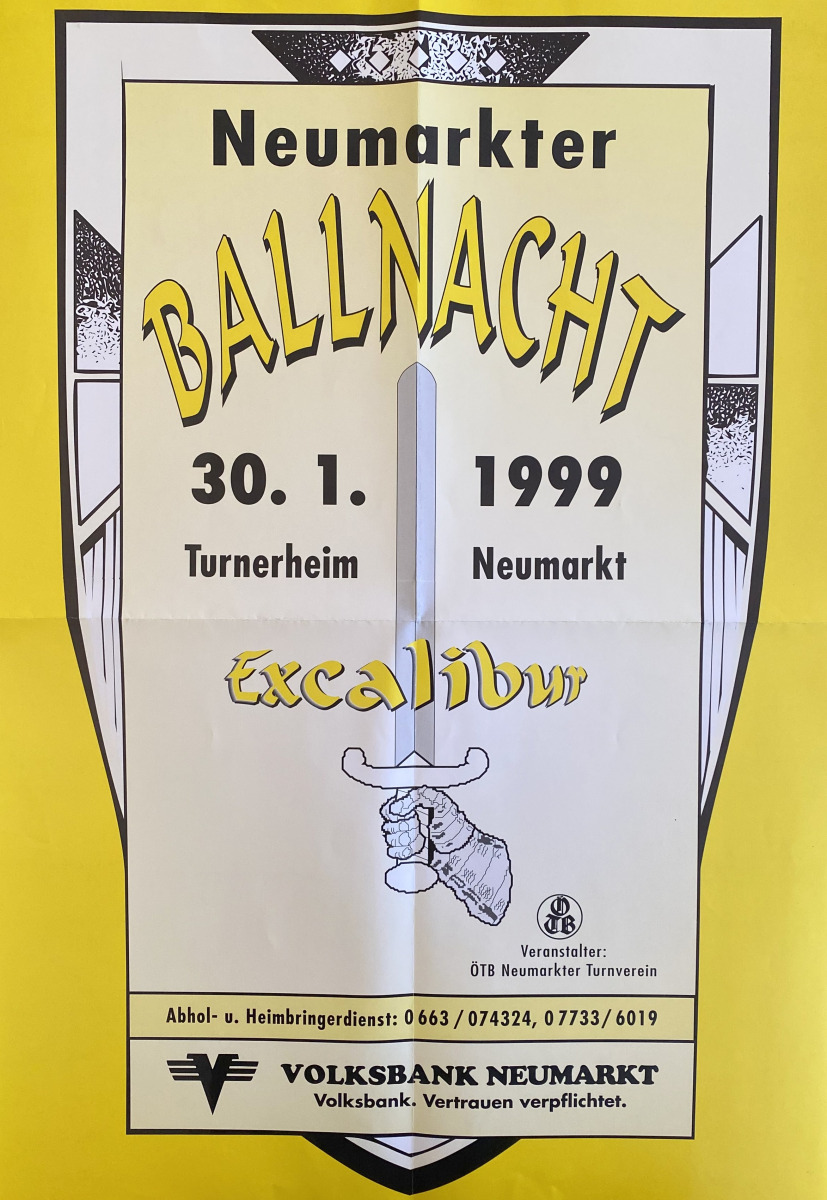 Neumarkter
BALLNACHT
30. 1. 1999
Turnerheim Neumarkt
Excalibur
ÖTB
Veranstalter:
ÖTB Neumarkter Turnverein
Abhol- u. Heimbringerdienst: 0663/074324, 07733/6019
V
VOLKSBANK NEUMARKT
Volksbank. Vertrauen verpflichtet.